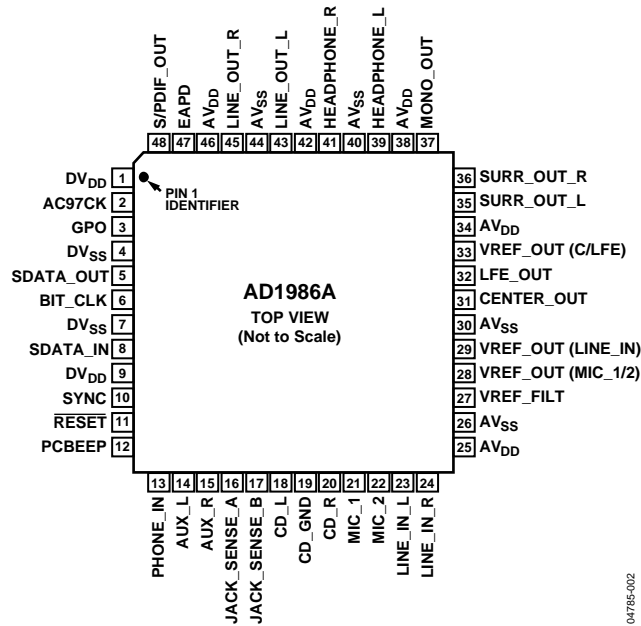 S/PDIF_OUT
EAPD
AVDD
LINE_OUT_R
AVSS
LINE_OUT_L
AVDD
HEADPHONE_R
AVSS
HEADPHONE_L
AVDD
MONO_OUT
48 47 46 45 44 43 42 41 40 39 38 37
DVDD 1
AC97CK 2
GPO 3
DVSS 4
SDATA_OUT 5
BIT_CLK 6
DVSS 7
SDATA_IN 8
DVDD 9
SYNC 10
RESET 11
PCBEEP 12
PIN 1
IDENTIFIER
AD1986A
TOP VIEW
(Not to Scale)
36 SURR_OUT_R
35 SURR_OUT_L
34 AVDD
33 VREF_OUT (C/LFE)
32 LFE_OUT
31 CENTER_OUT
30 AVSS
29 VREF_OUT (LINE_IN)
28 VREF_OUT (MIC_1/2)
27 VREF_FILT
26 AVSS
25 AVDD
13 14 15 16 17 18 19 20 21 22 23 24
PHONE_IN
AUX_L
AUX_R
JACK_SENSE_A
JACK_SENSE_B
CD_L
CD_GND
CD_R
MIC_1
MIC_2
LINE_IN_L
LINE_IN_R
04785-002